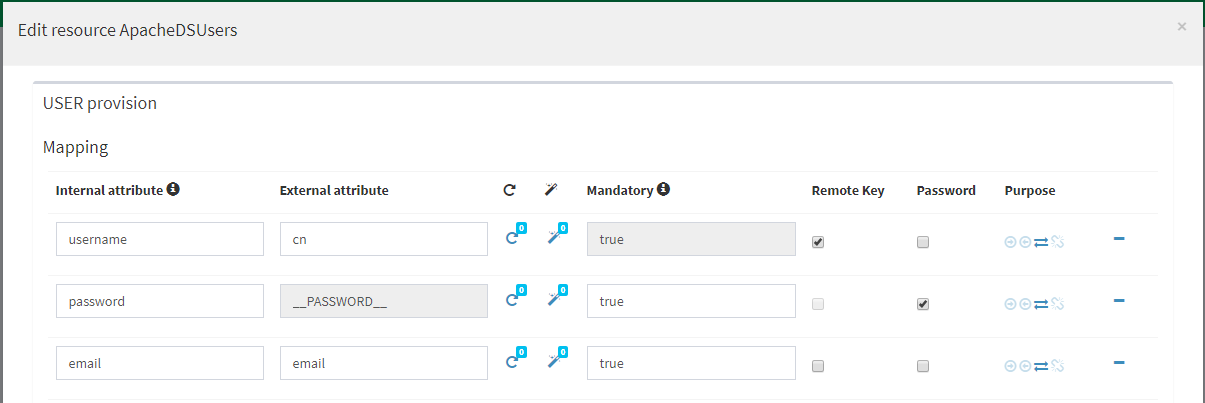 Edit resource ApacheDSUsers
×
USER provision
Mapping
Internal attribute External attribute Mandatory Remote Key Password Purpose
username cn 0 0 true
password __PASSWORD__ 0 0 true
email email 0 0 true